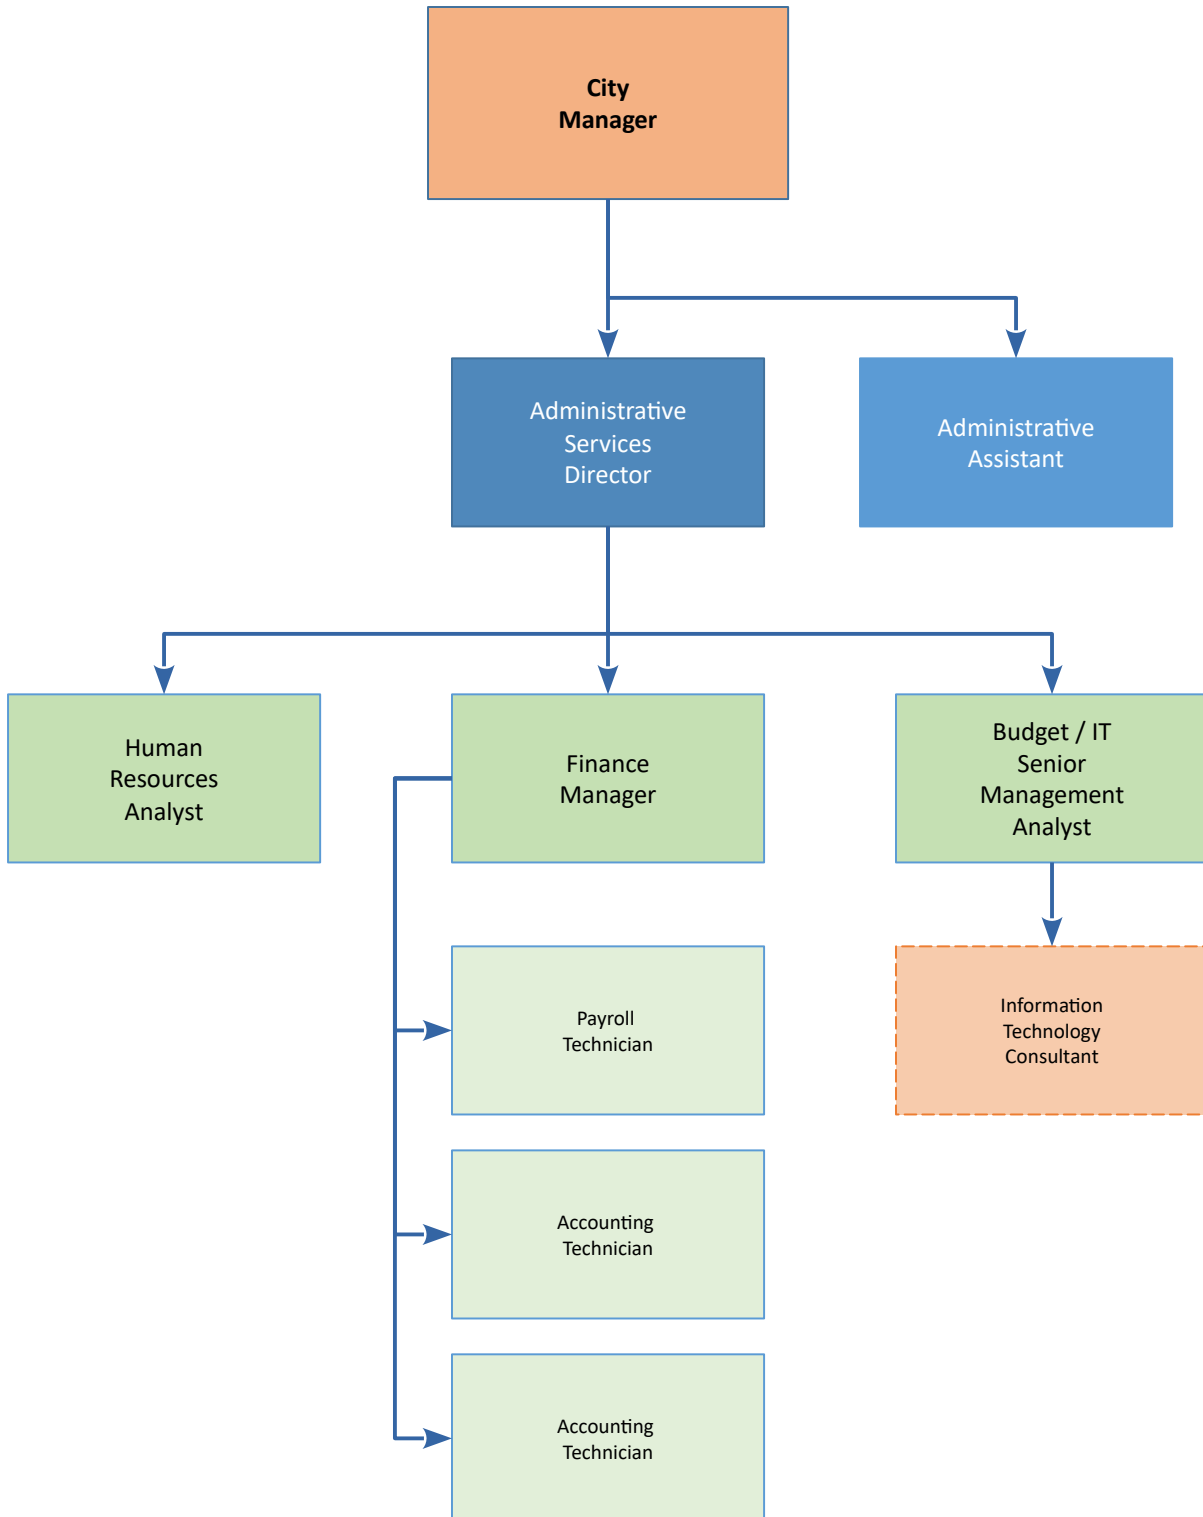 City
Manager
Administrative
Services
Director
Administrative
Assistant
Human
Resources
Analyst
Finance
Manager
Budget / IT
Senior
Management
Analyst
Payroll
Technician
Information
Technology
Consultant
Accounting
Technician
Accounting
Technician